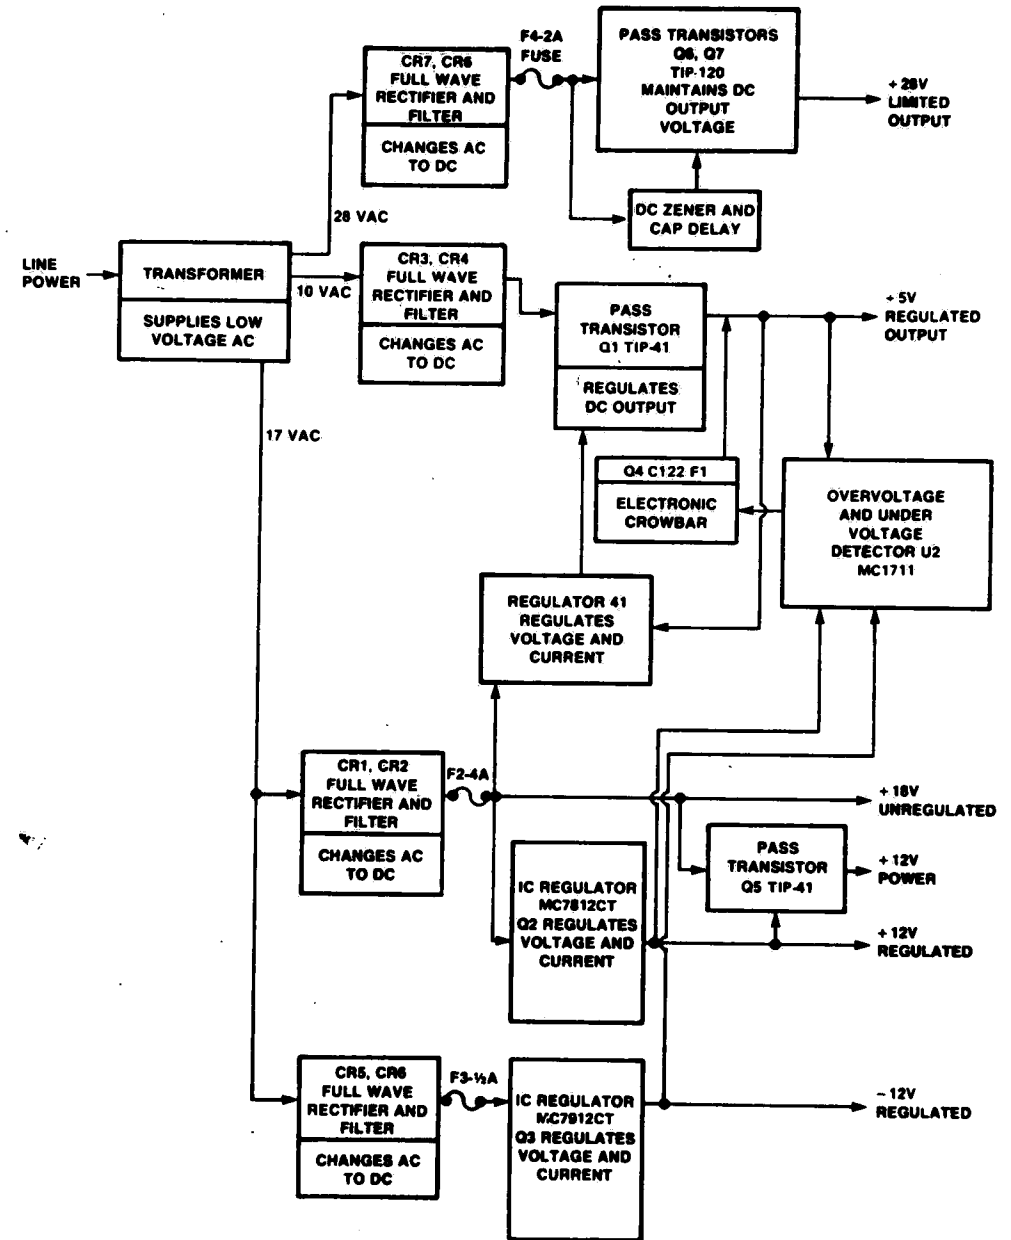 F4-2A
FUSE
PASS TRANSISTORS
Q6, Q7
TIP-120
MAINTAINS DC
OUTPUT
VOLTAGE
CR7, CR6
FULL WAVE
RECTIFIER AND
FILTER
CHANGES AC
TO DC
+ 28V
LIMITED
OUTPUT
28 VAC
DC ZENER AND
CAP DELAY
LINE
POWER
TRANSFORMER
SUPPLIES LOW
VOLTAGE AC
10 VAC
CR3, CR4
FULL WAVE
RECTIFIER AND
FILTER
CHANGES AC
TO DC
PASS
TRANSISTOR
Q1 TIP-41
REGULATES
DC OUTPUT
+ 5V
REGULATED
OUTPUT
17 VAC
Q4 C122 F1
ELECTRONIC
CROWBAR
OVERVOLTAGE
AND UNDER
VOLTAGE
DETECTOR U2
MC1711
REGULATOR 41
REGULATES
VOLTAGE AND
CURRENT
CR1, CR2
FULL WAVE
RECTIFIER AND
FILTER
CHANGES AC
TO DC
F2-4A
+ 18V
UNREGULATED
PASS
TRANSISTOR
Q5 TIP-41
+ 12V
POWER
IC REGULATOR
MC7812CT
Q2 REGULATES
VOLTAGE AND
CURRENT
+ 12V
REGULATED
CR5, CR6
FULL WAVE
RECTIFIER AND
FILTER
CHANGES AC
TO DC
F3-½A
IC REGULATOR
MC7912CT
Q3 REGULATES
VOLTAGE AND
CURRENT
– 12V
REGULATED